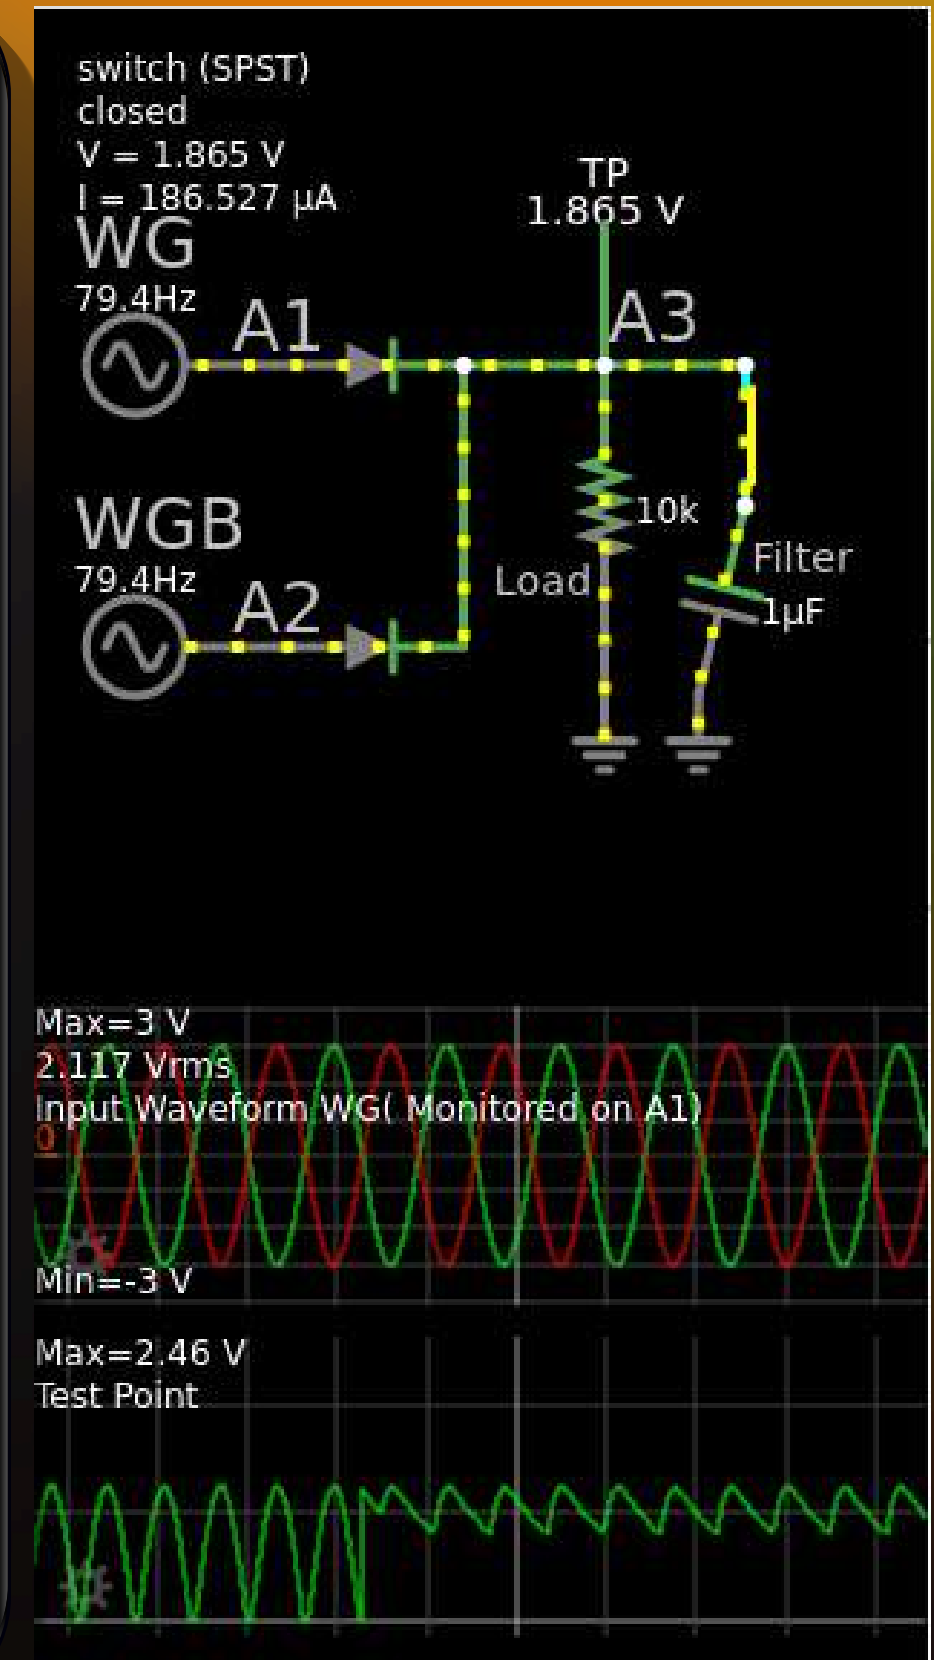 switch (SPST)
closed
V = 1.865 V
I = 186.527 μA
TP
1.865 V
WG
79.4Hz
A1
A3
10k
WGB
79.4Hz
A2
Load
Filter
1μF
Max=3 V
2.117 Vrms
Input Waveform WG( Monitored on A1)
0
Min=-3 V
Max=2.46 V
Test Point